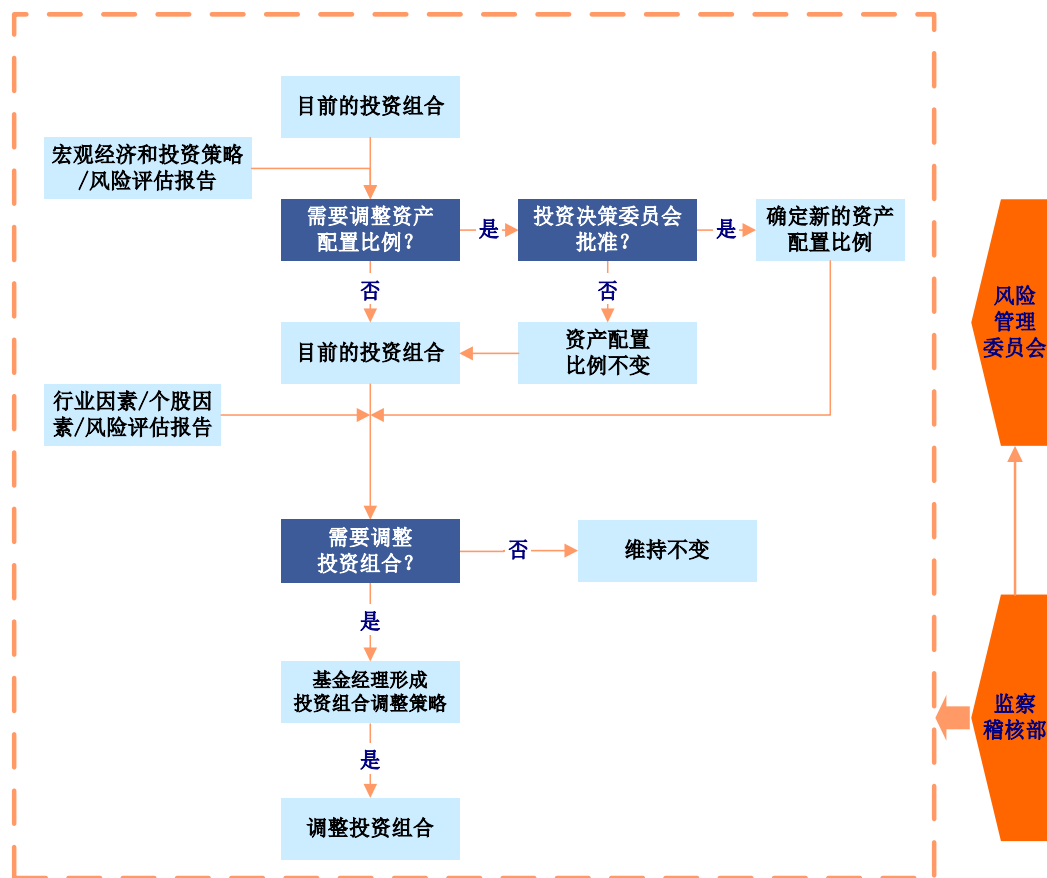 目前的投资组合
宏观经济和投资策略
/风险评估报告
需要调整资产
配置比例？
是
投资决策委员会
批准？
是
确定新的资产
配置比例
否
否
目前的投资组合
资产配置
比例不变
风险
管理
委员会
行业因素/个股因
素/风险评估报告
需要调整
投资组合？
否
维持不变
是
基金经理形成
投资组合调整策略
监察
稽核部
是
调整投资组合